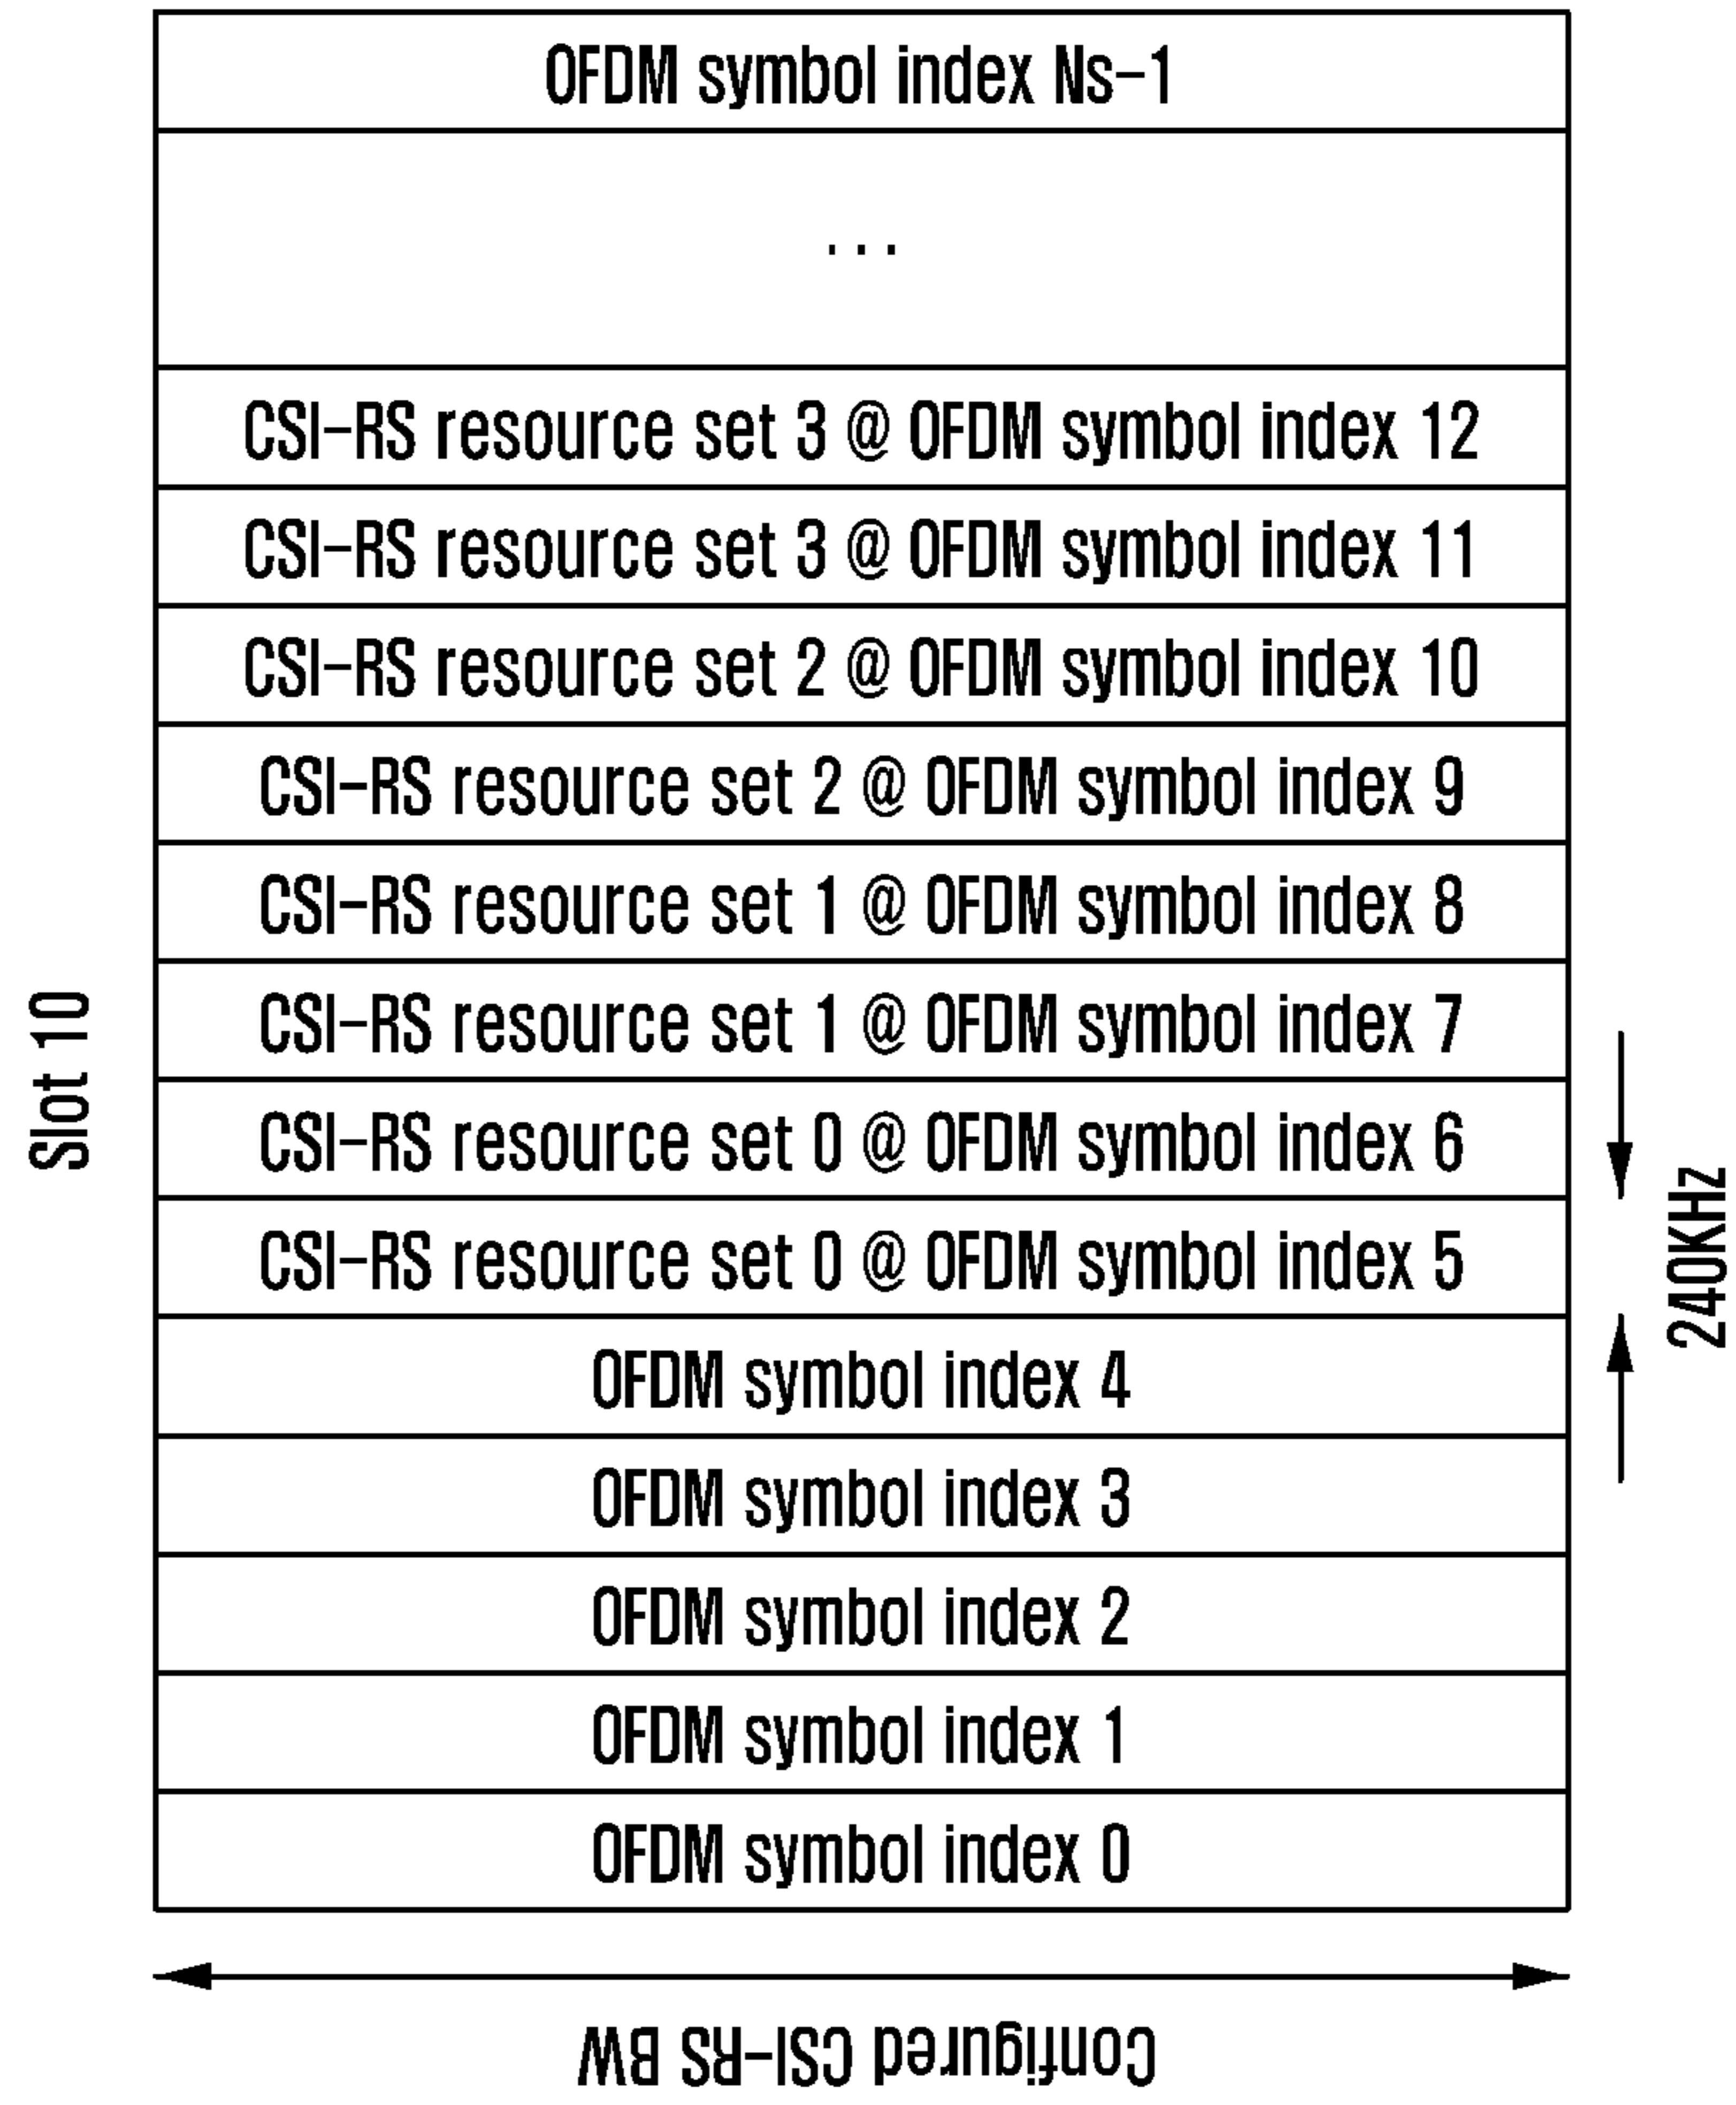 OFDM symbol index Ns-1
...
CSI-RS resource set 3 @ OFDM symbol index 12
CSI-RS resource set 3 @ OFDM symbol index 11
CSI-RS resource set 2 @ OFDM symbol index 10
CSI-RS resource set 2 @ OFDM symbol index 9
CSI-RS resource set 1 @ OFDM symbol index 8
CSI-RS resource set 1 @ OFDM symbol index 7
CSI-RS resource set 0 @ OFDM symbol index 6
CSI-RS resource set 0 @ OFDM symbol index 5
OFDM symbol index 4
OFDM symbol index 3
OFDM symbol index 2
OFDM symbol index 1
OFDM symbol index 0
Slot 10
240KHz
Configured CSI-RS BW